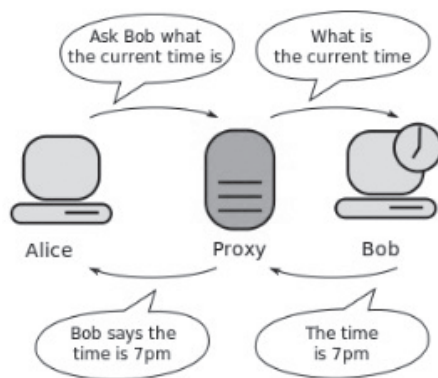 Ask Bob what
the current time is
What is
the current time
Alice
Proxy
Bob
Bob says the
time is 7pm
The time
is 7pm